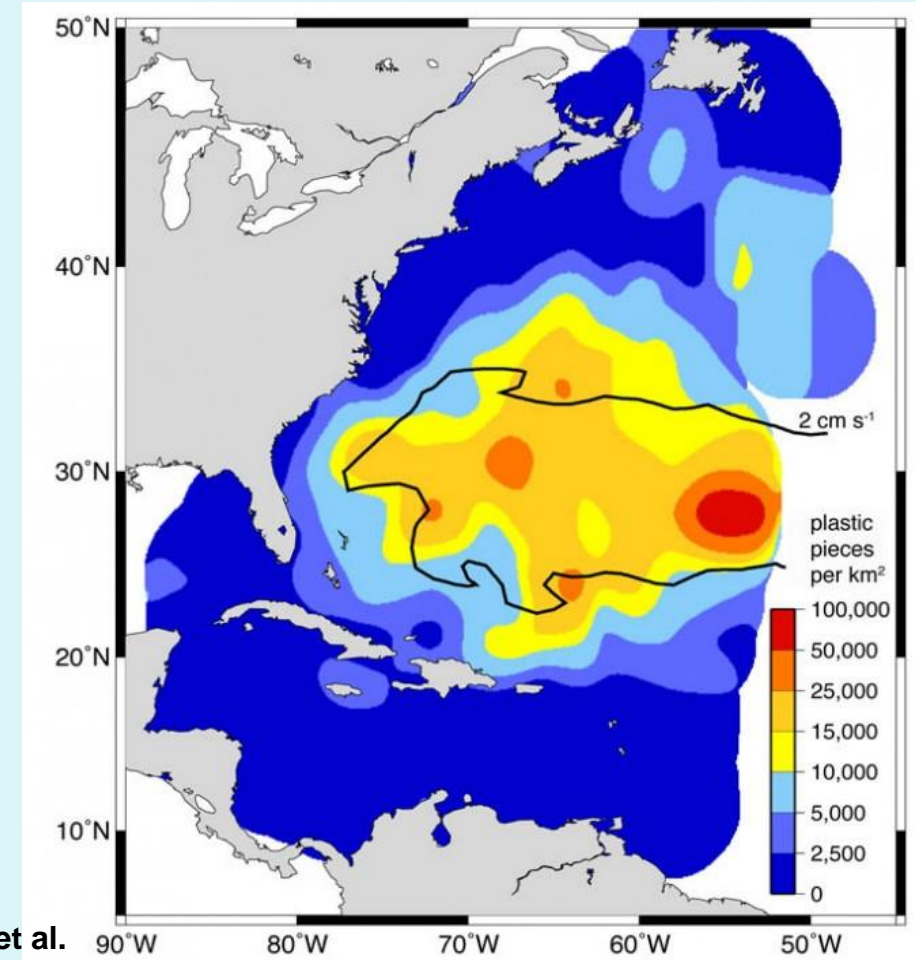 50˚N
40˚N
30˚N
20˚N
10˚N
2 cm s⁻¹
plastic
pieces
per km²
100,000
50,000
25,000
15,000
10,000
5,000
2,500
0
et al.
90˚W 80˚W 70˚W 60˚W 50˚W